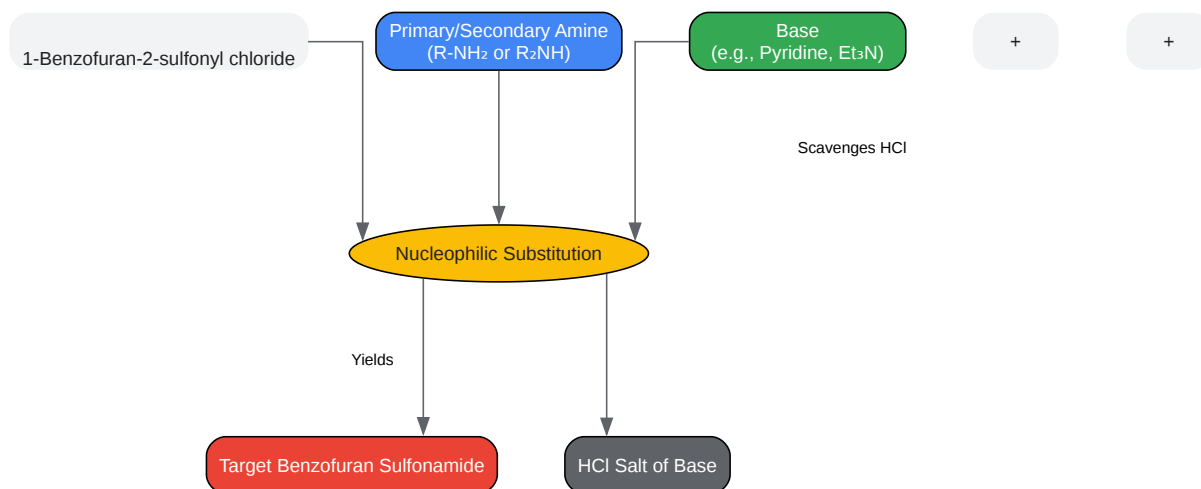 1-Benzofuran-2-sulfonyl chloride
Primary/Secondary Amine
(R-NH₂ or R₂NH)
Base
(e.g., Pyridine, Et₃N)
+
+
Scavenges HCl
Nucleophilic Substitution
Yields
Target Benzofuran Sulfonamide
HCl Salt of Base